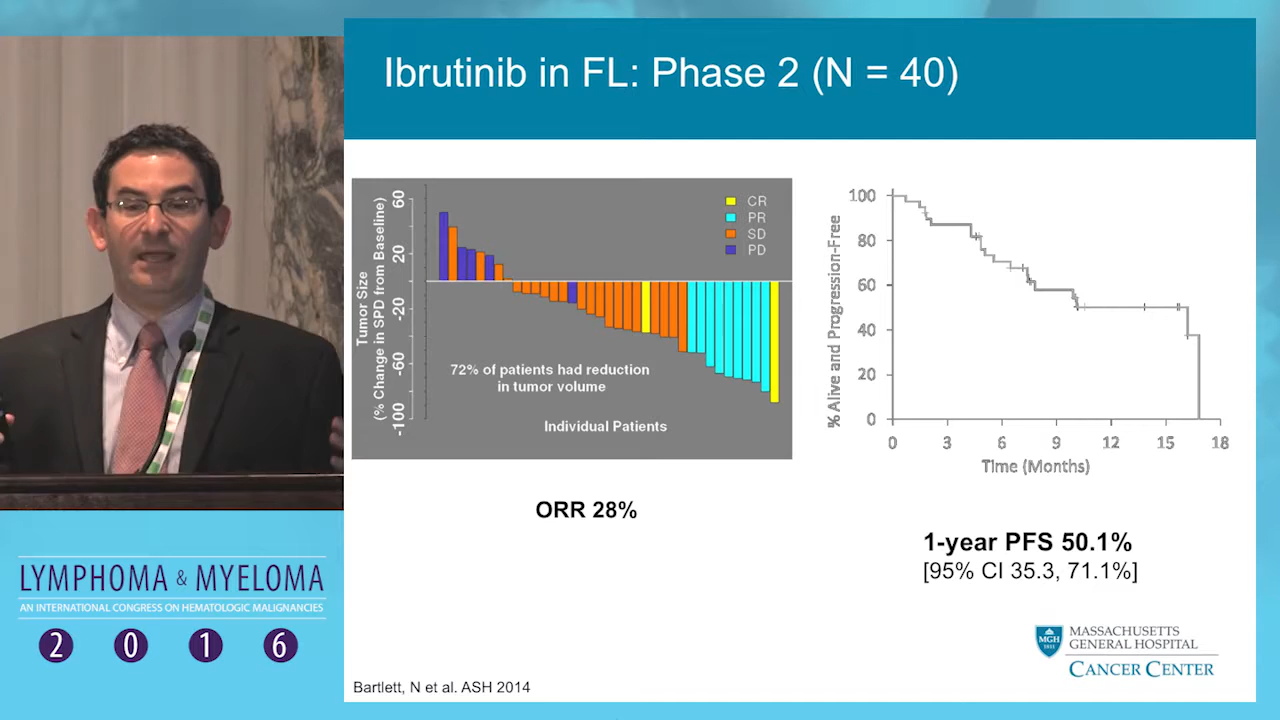 Ibrutinib in FL: Phase 2 (N = 40)
Tumor Size
(% Change in SPD from Baseline)
60
20
-20
-60
-100
CR
PR
SD
PD
72% of patients had reduction
in tumor volume
Individual Patients
ORR 28%
% Alive and Progression-Free
100
80
60
40
20
0
0 3 6 9 12 15 18
Time (Months)
1-year PFS 50.1%
[95% CI 35.3, 71.1%]
LYMPHOMA & MYELOMA
AN INTERNATIONAL CONGRESS ON HEMATOLOGIC MALIGNANCIES
2 0 1 6
MGH
1811
MASSACHUSETTS
GENERAL HOSPITAL
CANCER CENTER
Bartlett, N et al. ASH 2014